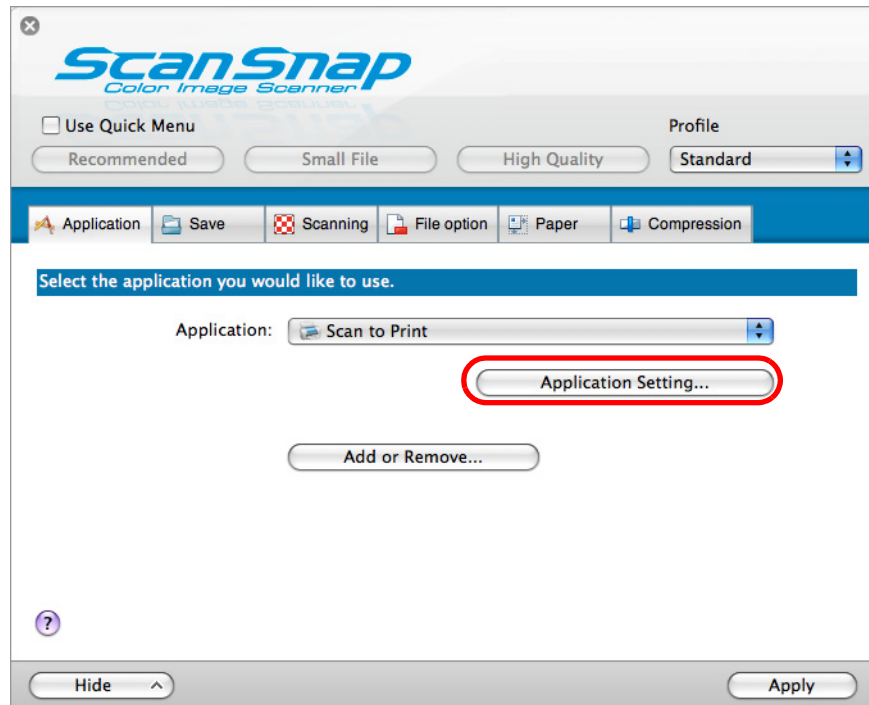 ScanSnap
Color Image Scanner
Use Quick Menu
Profile
Recommended Small File High Quality Standard
Application Save Scanning File option Paper Compression
Select the application you would like to use.
Application: Scan to Print
Application Setting...
Add or Remove...
?
Hide Apply